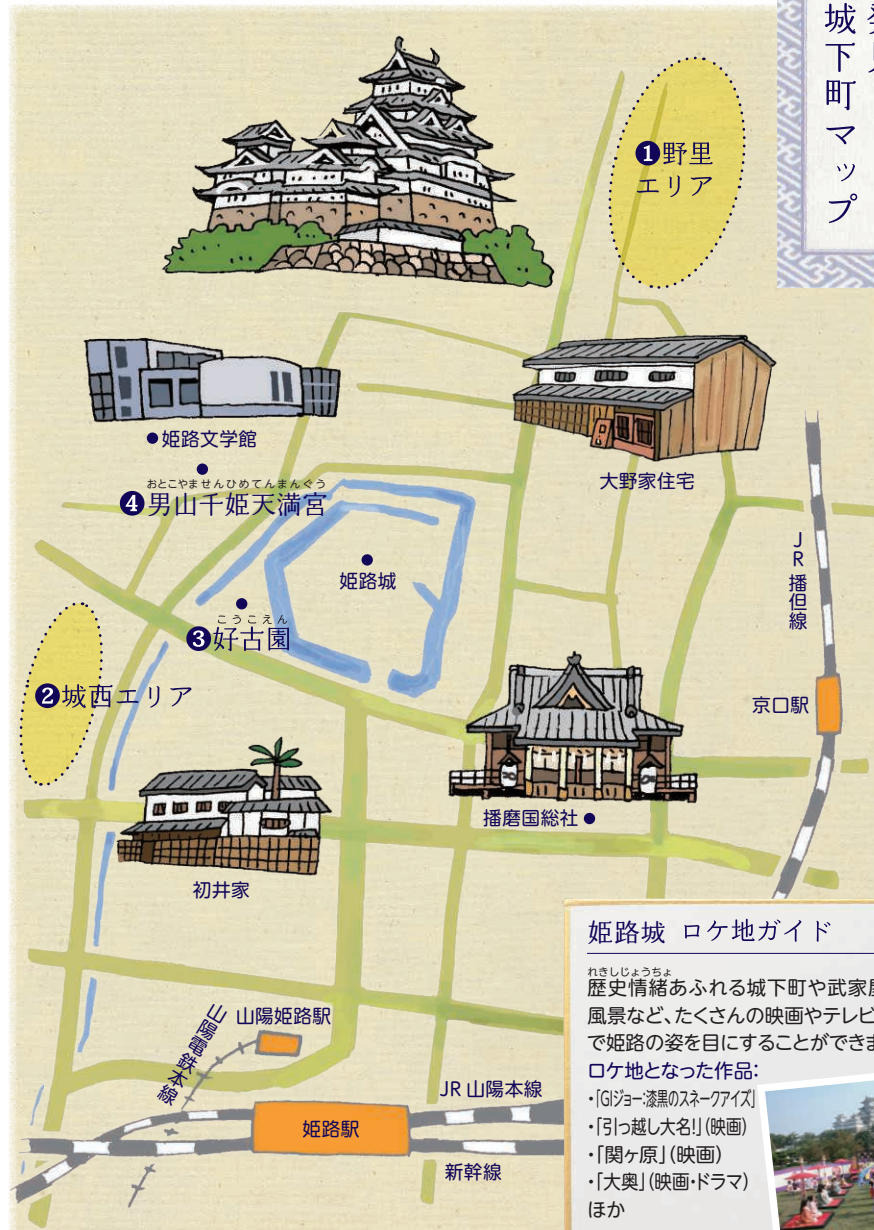 城下町マップ
❶野里
エリア
姫路文学館
おとこやませんひめてんまんぐう
❹男山千姫天満宮
大野家住宅
姫路城
こうこえん
❸好古園
JR播但線
❷城西エリア
京口駅
播磨国総社
初井家
山陽姫路駅
山陽電鉄本線
JR山陽本線
姫路駅
新幹線
姫路城 ロケ地ガイド
れきしじょうちょ
歴史情緒あふれる城下町や武家
風景など、たくさんの映画やテレビ
で姫路の姿を目にすることができま
ロケ地となった作品:
・「GIジョー:漆黒のスネークアイズ」
・「引っ越し大名!」(映画)
・「関ヶ原」(映画)
・「大奥」(映画・ドラマ)
ほか